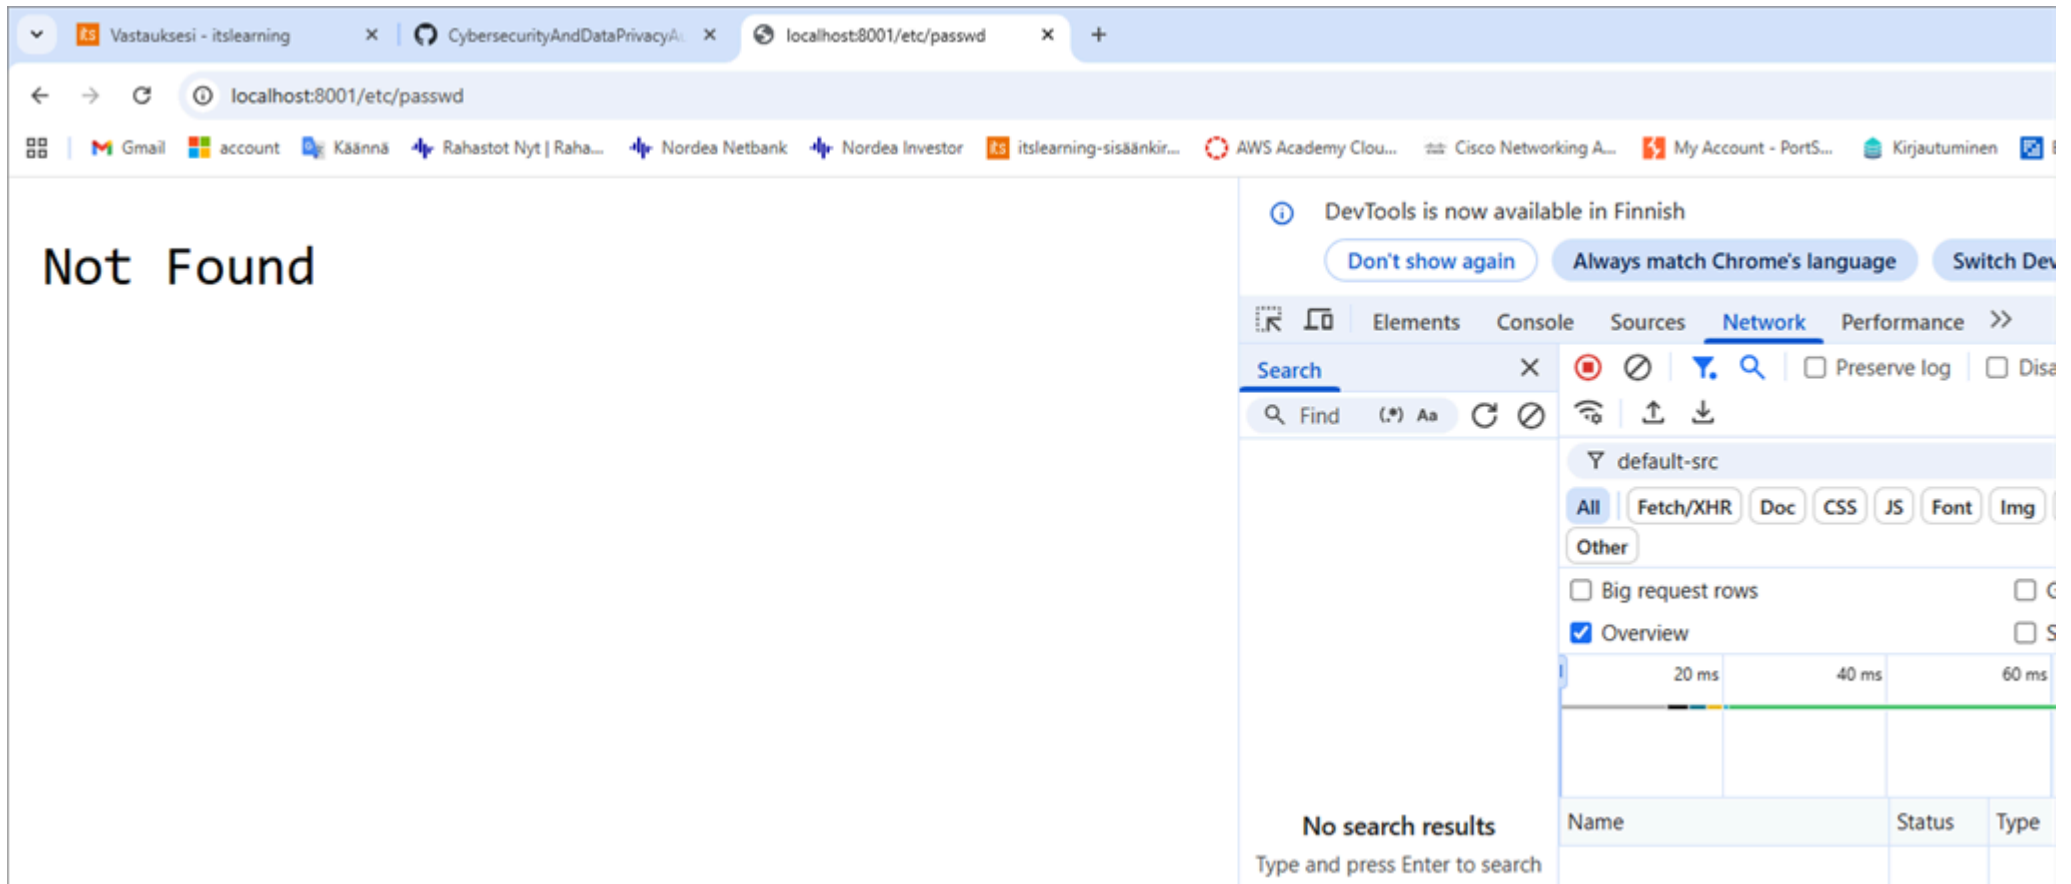 its Vastauksesi - itslearning
CybersecurityAndDataPrivacyA
localhost:8001/etc/passwd
localhost:8001/etc/passwd
Gmail account Käännä Rahastot Nyt | Raha... Nordea Netbank Nordea Investor its itslearning-sisäänkir... AWS Academy Clou... Cisco Networking A... My Account - PortS... Kirjautuminen
Not Found
DevTools is now available in Finnish
Don't show again Always match Chrome's language Switch Dev
Elements Console Sources Network Performance
Search
Preserve log Disa
Find (.*) Aa
default-src
All Fetch/XHR Doc CSS JS Font Img
Other
Big request rows
Overview S
20 ms 40 ms 60 ms
Name Status Type
No search results
Type and press Enter to search